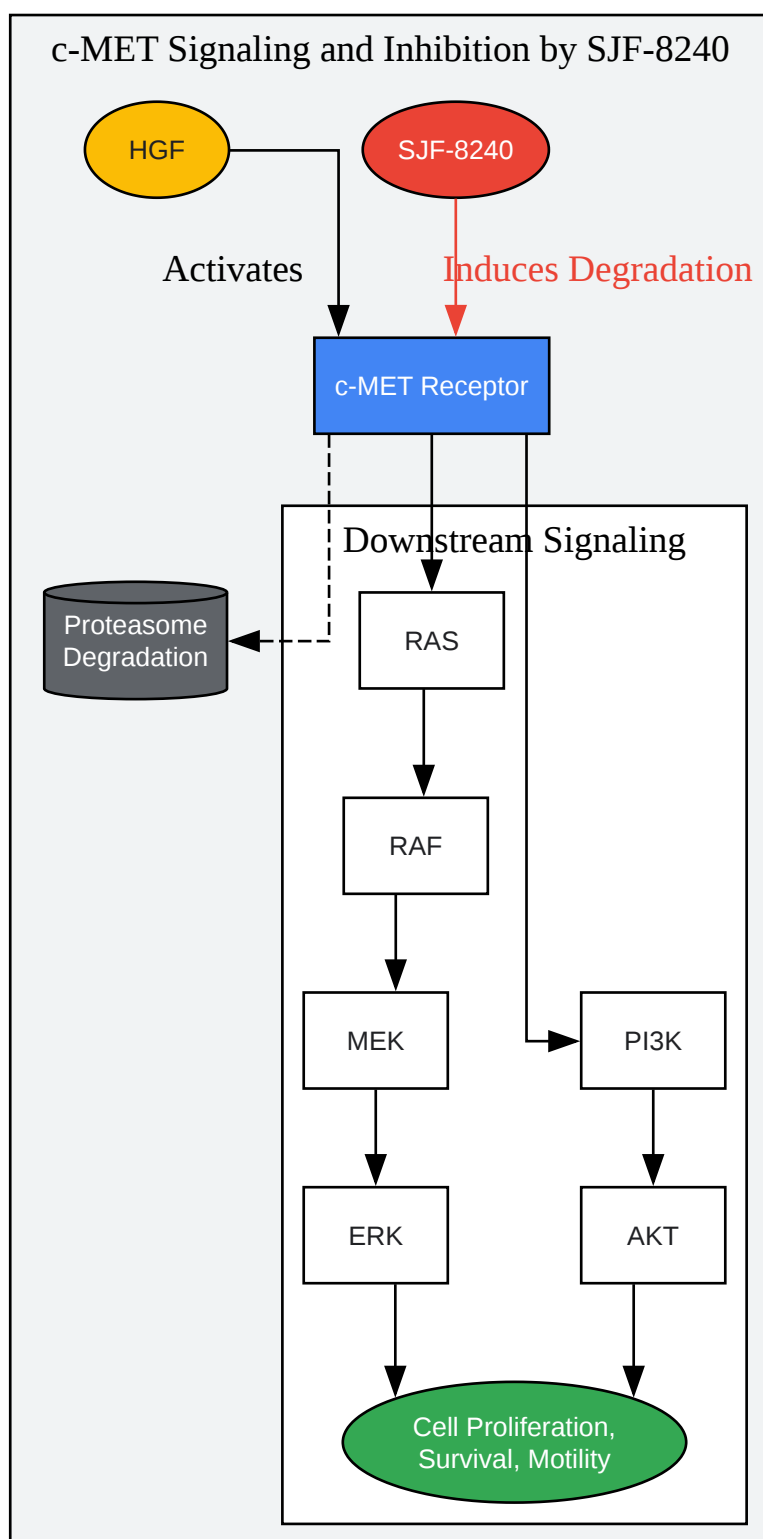 c-MET Signaling and Inhibition by SJF-8240
HGF
SJF-8240
Activates
Induces Degradation
c-MET Receptor
Downstream Signaling
Proteasome
Degradation
RAS
RAF
MEK
PI3K
ERK
AKT
Cell Proliferation,
Survival, Motility